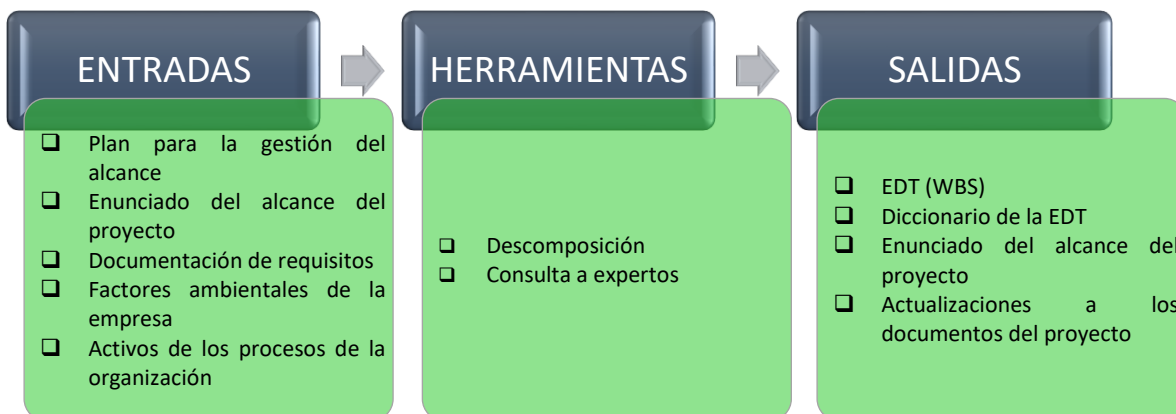 ENTRADAS
Plan para la gestión del
alcance
Enunciado del alcance del
proyecto
Documentación de requisitos
Factores ambientales de la
empresa
Activos de los procesos de la
organización
HERRAMIENTAS
Descomposición
Consulta a expertos
SALIDAS
EDT (WBS)
Diccionario de la EDT
Enunciado del alcance del
proyecto
Actualizaciones a los
documentos del proyecto